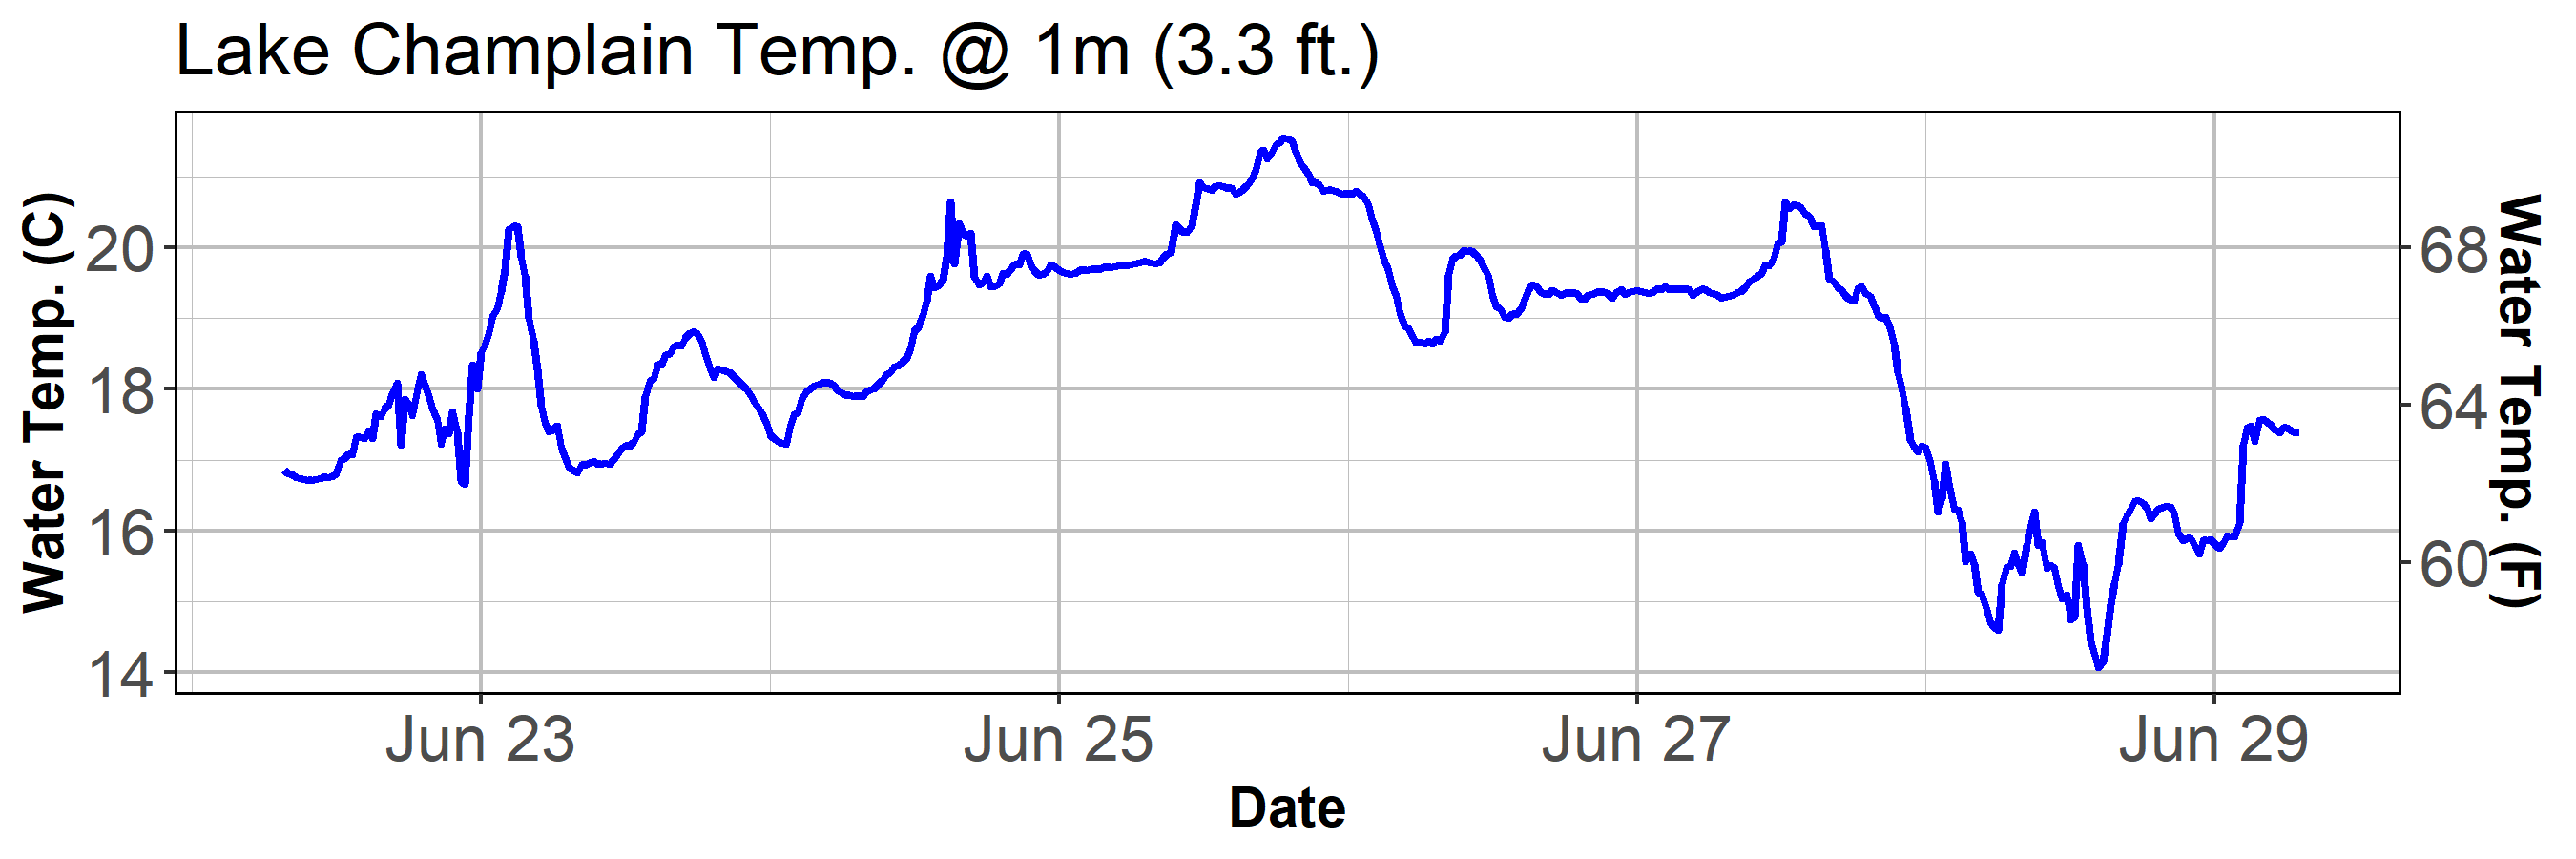 Lake Champlain Temp. @ 1m (3.3 ft.)
Water Temp. (C)
20
18
16
14
68
64
60
Water Temp. (F)
Jun 23
Jun 25
Jun 27
Jun 29
Date